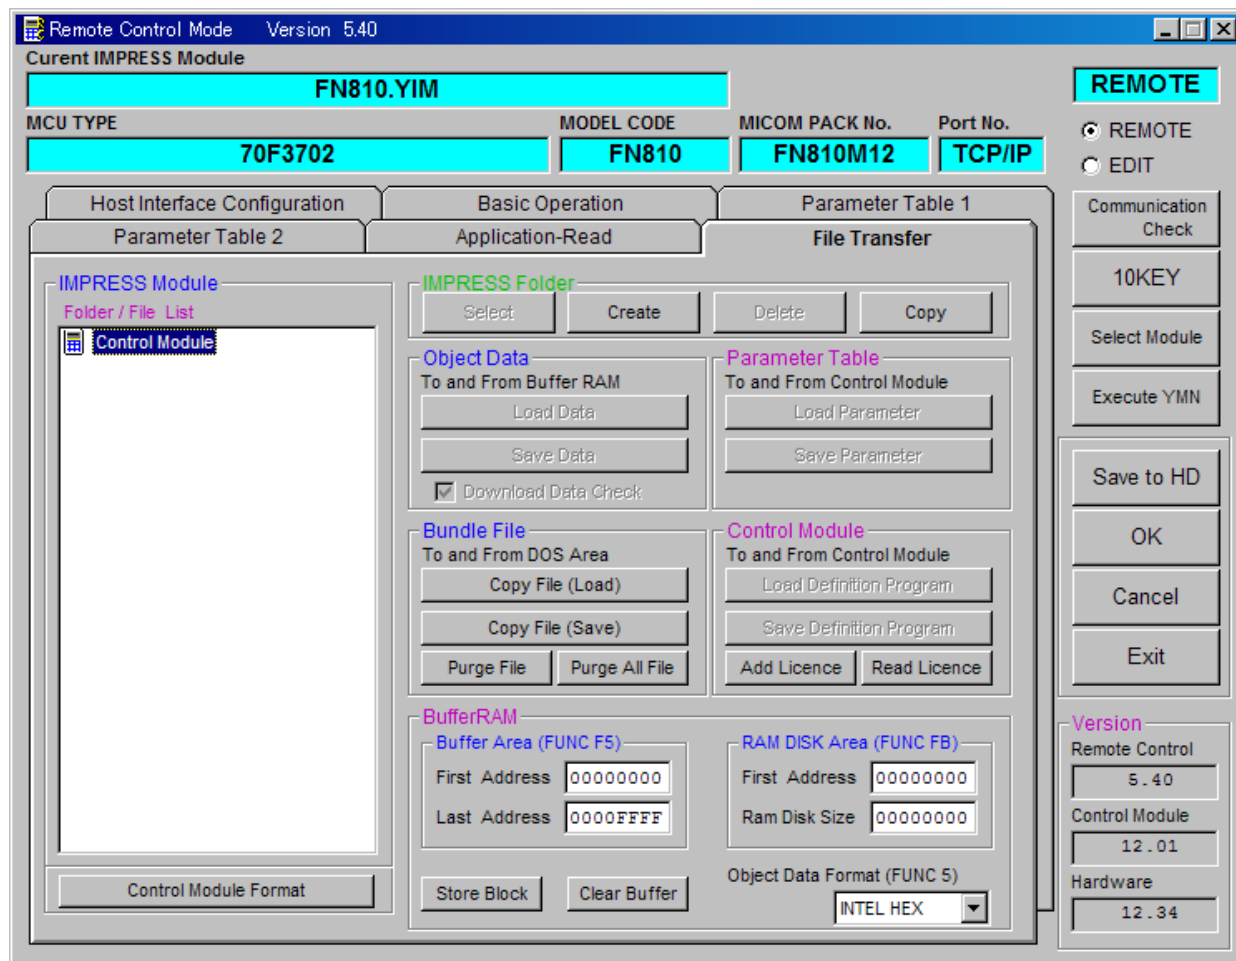 Remote Control Mode Version 5.40
Curent IMPRESS Module
FN810.YIM
REMOTE
MCU TYPE MODEL CODE MICOM PACK No. Port No.
70F3702 FN810 FN810M12 TCP/IP
REMOTE
EDIT
Host Interface Configuration Basic Operation Parameter Table 1
Parameter Table 2 Application-Read File Transfer
IMPRESS Module
Folder / File List
Control Module
Control Module Format
IMPRESS Folder
Select Create Delete Copy
Object Data
To and From Buffer RAM
Load Data
Save Data
Download Data Check
Parameter Table
To and From Control Module
Load Parameter
Save Parameter
Bundle File
To and From DOS Area
Copy File (Load)
Copy File (Save)
Purge File Purge All File
Control Module
To and From Control Module
Load Definition Program
Save Definition Program
Add Licence Read Licence
BufferRAM
Buffer Area (FUNC F5)
First Address 00000000
Last Address 0000FFFF
RAM DISK Area (FUNC FB)
First Address 00000000
Ram Disk Size 00000000
Store Block Clear Buffer
Object Data Format (FUNC 5)
INTEL HEX
Communication
Check
10KEY
Select Module
Execute YMN
Save to HD
OK
Cancel
Exit
Version
Remote Control
5.40
Control Module
12.01
Hardware
12.34